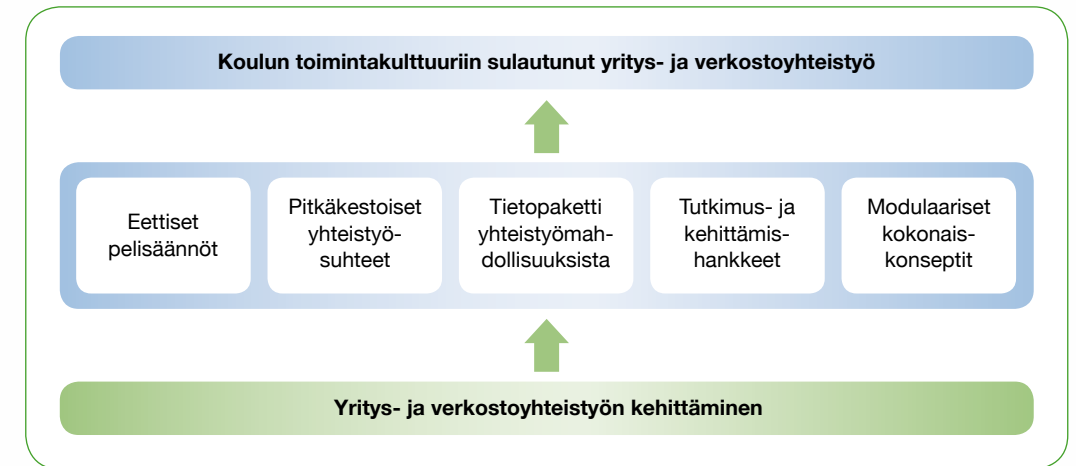 Koulun toimintakulttuuriin sulautunut yritys- ja verkostoyhteistyö
Eettiset
pelisäännöt
Pitkäkestoiset
yhteistyö-
suhteet
Tietopaketti
yhteistyömah-
dollisuuksista
Tutkimus- ja
kehittämis-
hankkeet
Modulaariset
kokonais-
konseptit
Yritys- ja verkostoyhteistyön kehittäminen